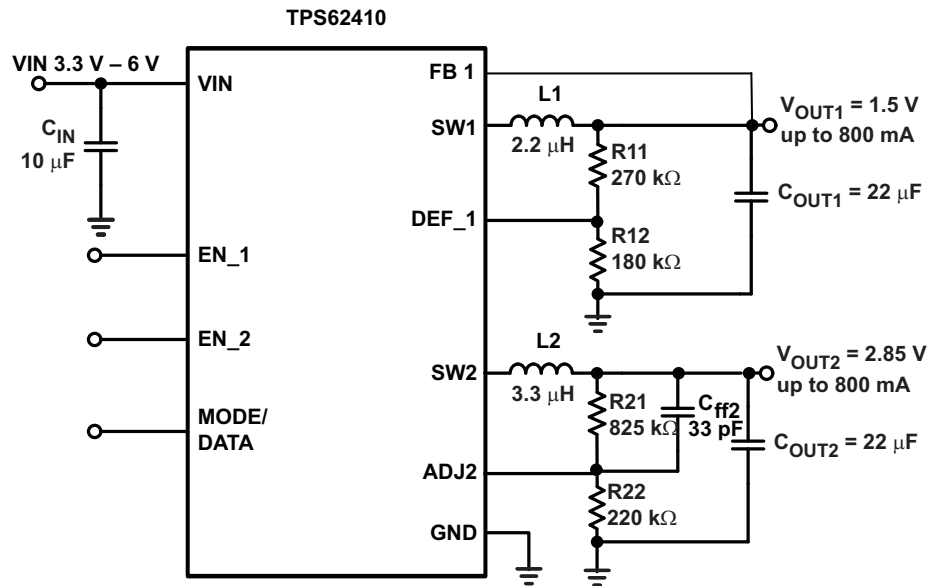 TPS62410
VIN 3.3 V – 6 V
VIN
C_IN
10 μF
EN_1
EN_2
MODE/
DATA
FB 1
SW1
DEF_1
SW2
ADJ2
GND
L1
2.2 μH
R11
270 kΩ
R12
180 kΩ
V_OUT1 = 1.5 V
up to 800 mA
C_OUT1 = 22 μF
L2
3.3 μH
R21
825 kΩ
C_ff2
33 pF
R22
220 kΩ
V_OUT2 = 2.85 V
up to 800 mA
C_OUT2 = 22 μF